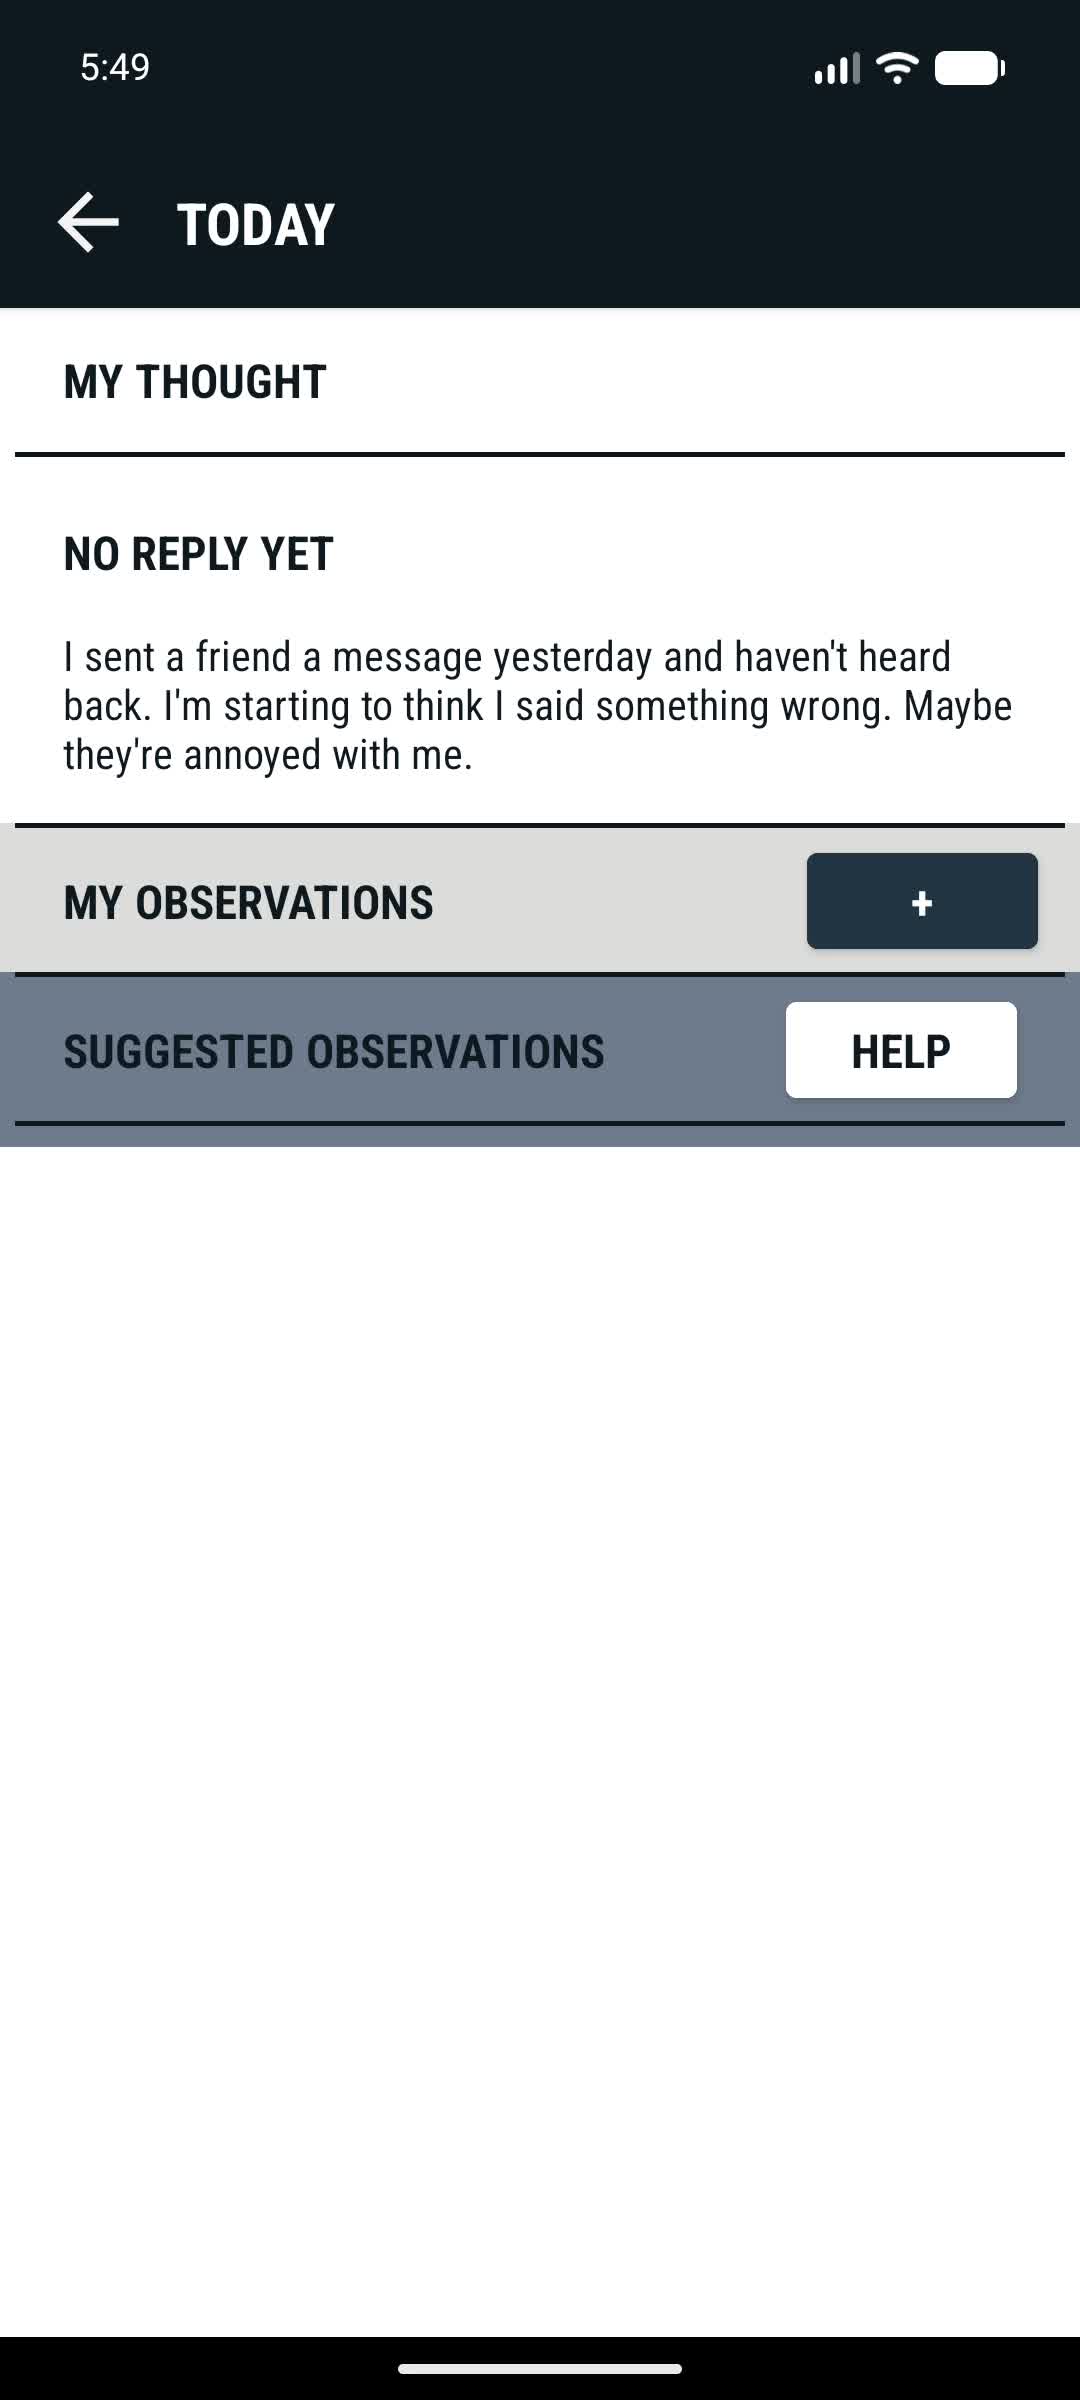 5:49
TODAY
MY THOUGHT
NO REPLY YET
I sent a friend a message yesterday and haven't heard
back. I'm starting to think I said something wrong. Maybe
they're annoyed with me.
MY OBSERVATIONS
+
SUGGESTED OBSERVATIONS
HELP